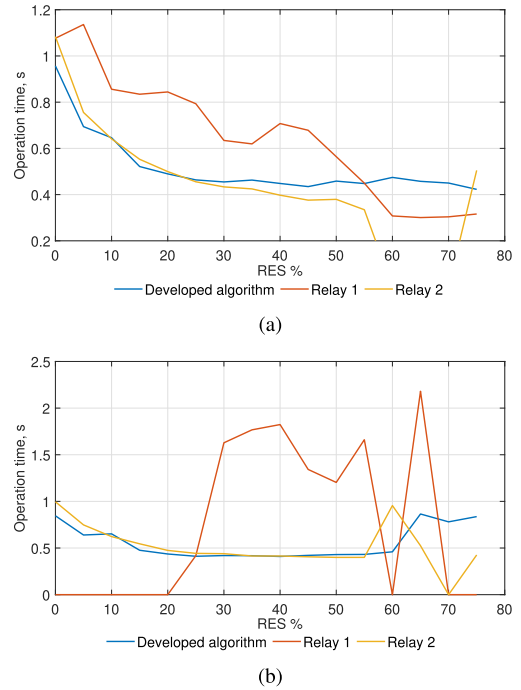 1.2
1
0.8
0.6
0.4
0.2
Operation time, s
0 10 20 30 40 50 60 70 80
RES %
Developed algorithm Relay 1 Relay 2
(a)
2.5
2
1.5
1
0.5
0
Operation time, s
0 10 20 30 40 50 60 70 80
RES %
Developed algorithm Relay 1 Relay 2
(b)